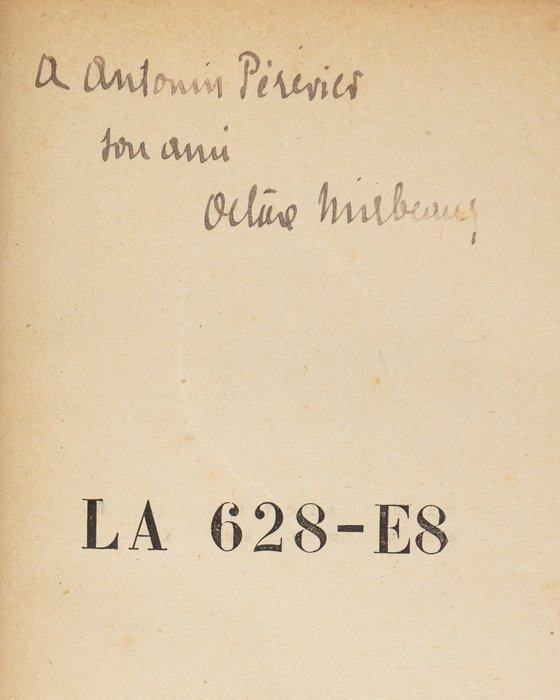 A Antonin Périvier
son ami
Octave Mirbeau
LA 628-E8